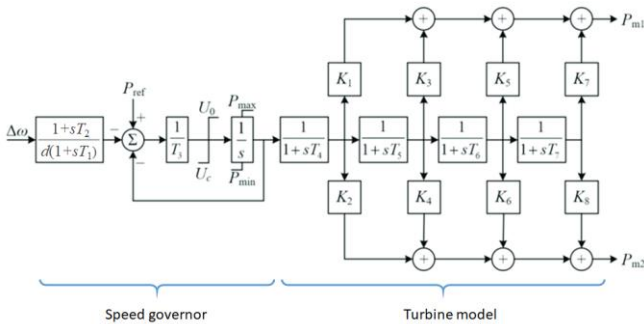 P_m1
K_1 K_3 K_5 K_7
P_ref U_0 P_max
Δω 1+sT_2 / d(1+sT_1) − + Σ − 1 / T_3 1 / s 1 / 1+sT_4 1 / 1+sT_5 1 / 1+sT_6 1 / 1+sT_7
U_c P_min
K_2 K_4 K_6 K_8
+ + + P_m2
Speed governor Turbine model